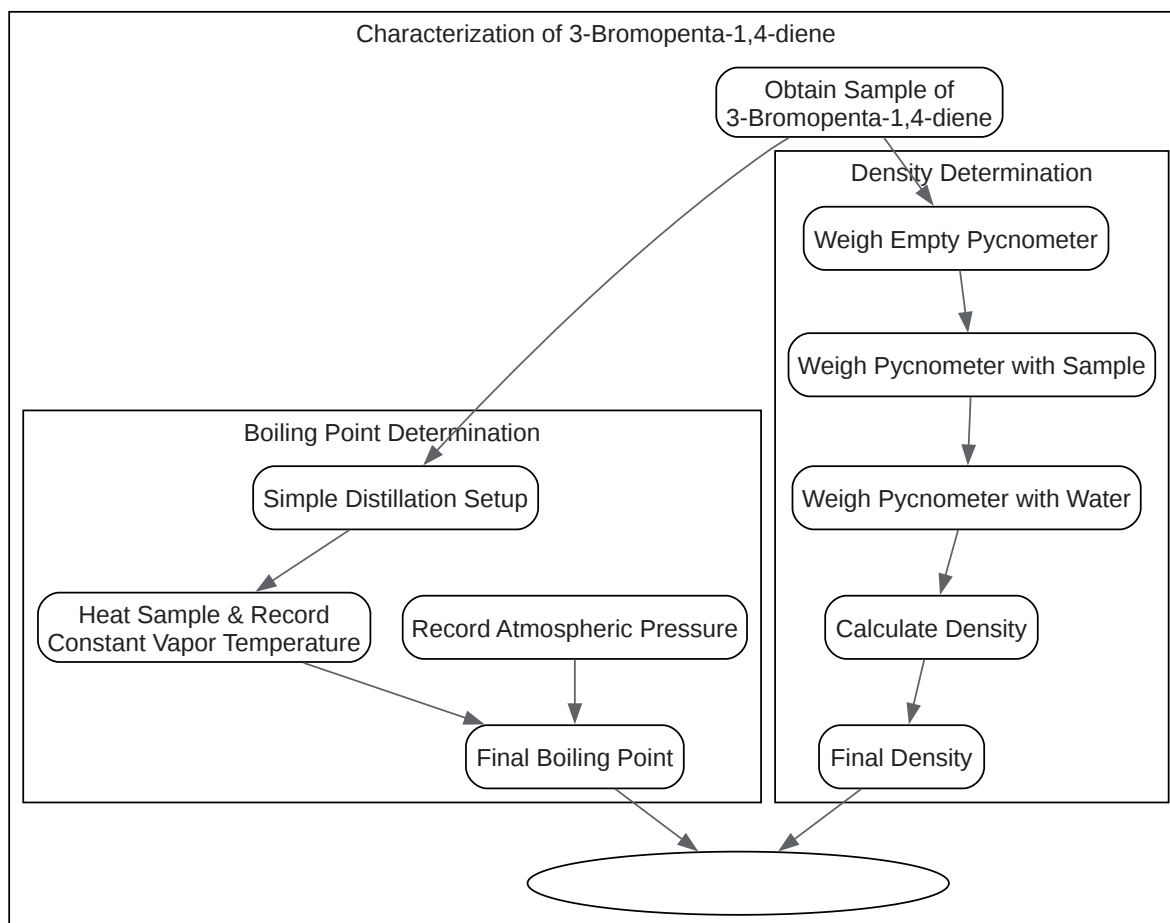 Characterization of 3-Bromopenta-1,4-diene
Obtain Sample of
3-Bromopenta-1,4-diene
Density Determination
Weigh Empty Pycnometer
Weigh Pycnometer with Sample
Boiling Point Determination
Simple Distillation Setup
Weigh Pycnometer with Water
Heat Sample & Record
Constant Vapor Temperature
Record Atmospheric Pressure
Calculate Density
Final Boiling Point
Final Density